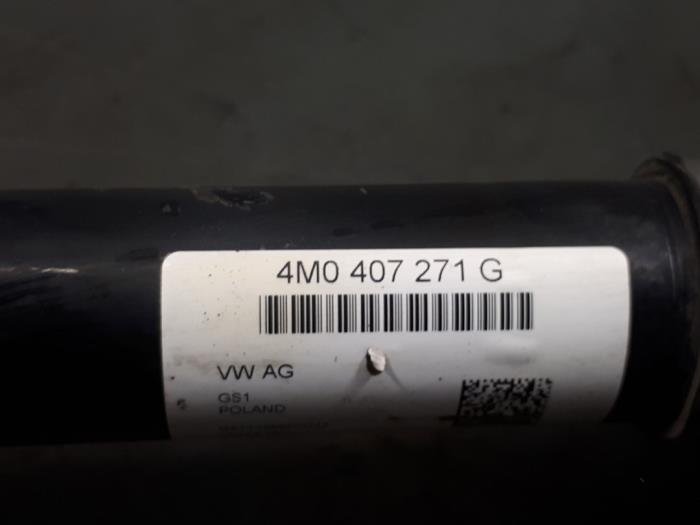 4M0 407 271 G
VW AG
GS1
POLAND